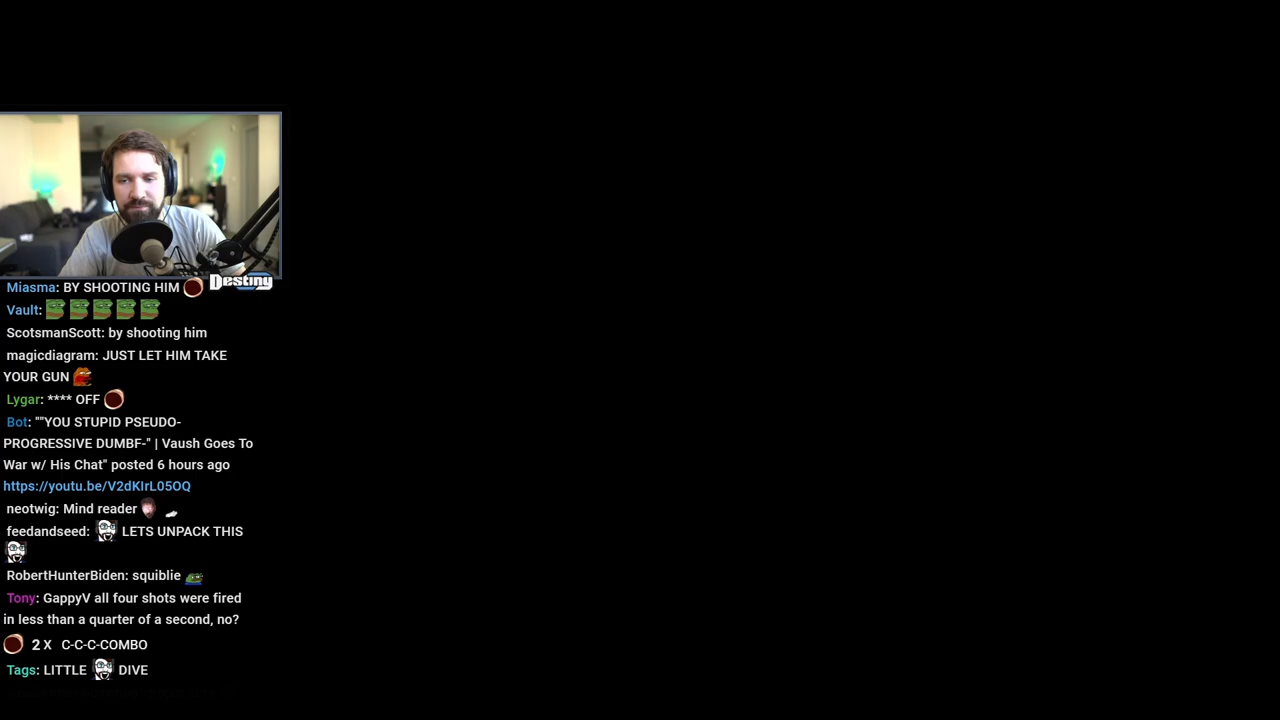 Destiny
Miasma: BY SHOOTING HIM
Vault:
ScotsmanScott: by shooting him
magicdiagram: JUST LET HIM TAKE
YOUR GUN
Lygar: **** OFF
Bot: ""YOU STUPID PSEUDO-
PROGRESSIVE DUMBF-" | Vaush Goes To
War w/ His Chat" posted 6 hours ago
https://youtu.be/V2dKIrL05OQ
neotwig: Mind reader
feedandseed: LETS UNPACK THIS
RobertHunterBiden: squiblie
Tony: GappyV all four shots were fired
in less than a quarter of a second, no?
2 X C-C-C-COMBO
Tags: LITTLE DIVE